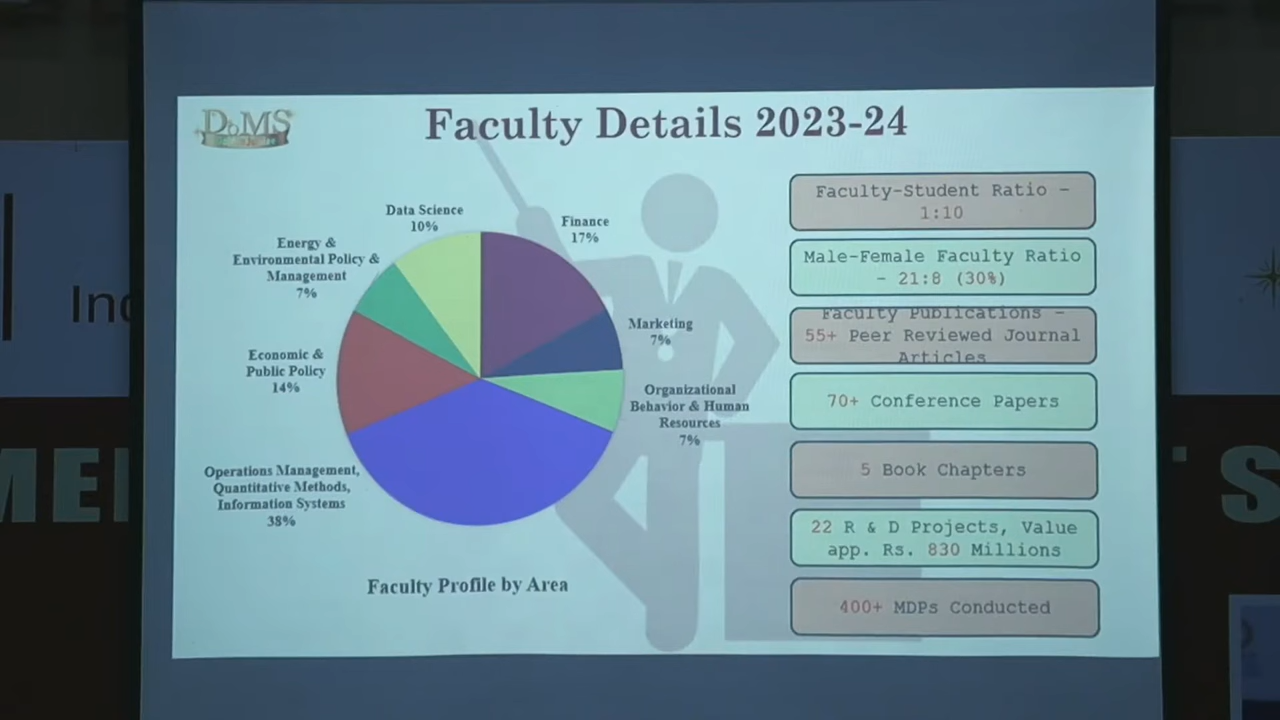 DoMS
Faculty Details 2023-24
Data Science
10%
Finance
17%
Energy &
Environmental Policy &
Management
7%
Marketing
7%
Economic &
Public Policy
14%
Organizational
Behavior & Human
Resources
7%
Operations Management,
Quantitative Methods,
Information Systems
38%
Faculty Profile by Area
Faculty-Student Ratio –
1:10
Male-Female Faculty Ratio
– 21:8 (30%)
Faculty Publications –
55+ Peer Reviewed Journal
Articles
70+ Conference Papers
5 Book Chapters
22 R & D Projects, Value
app. Rs. 830 Millions
400+ MDPs Conducted
Ind
MEN
S